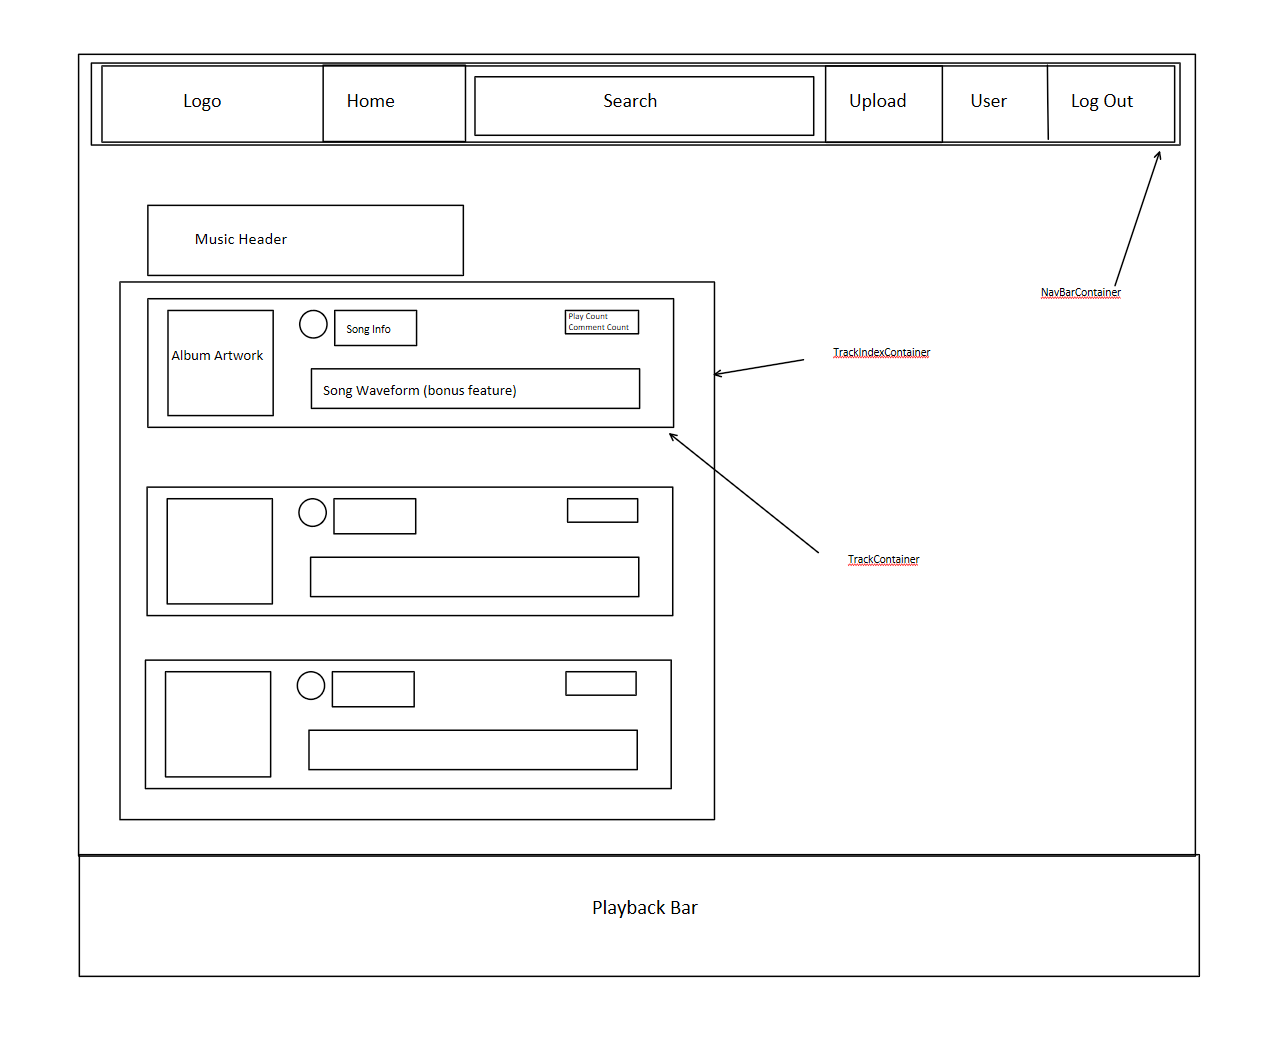 Logo
Home
Search
Upload
User
Log Out
Music Header
NavBarContainer
Album Artwork
Song Info
Play Count
Comment Count
TrackIndexContainer
Song Waveform (bonus feature)
TrackContainer
Playback Bar